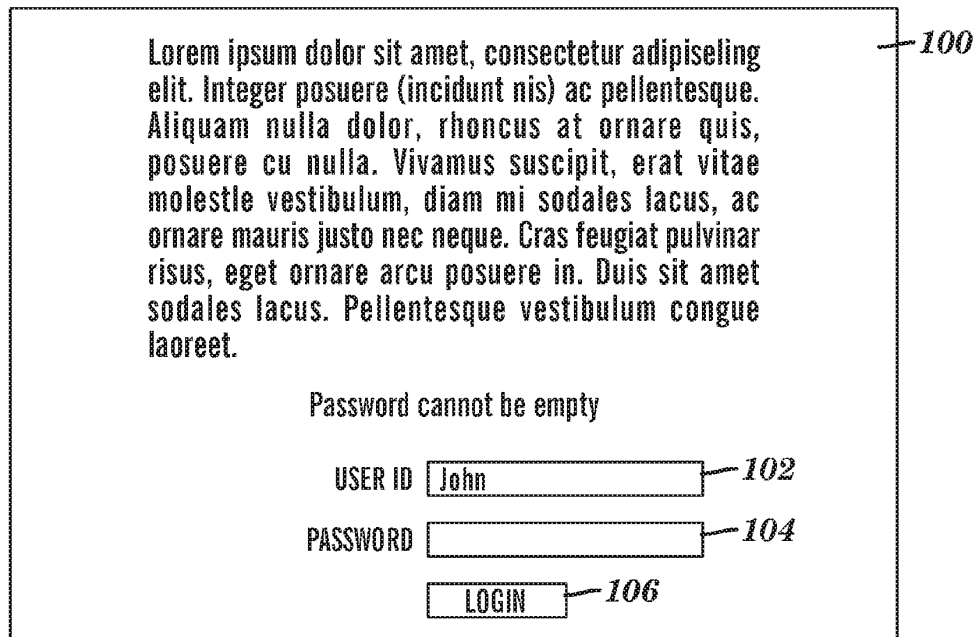 Lorem ipsum dolor sit amet, consectetur adipiseling
elit. Integer posuere (incidunt nis) ac pellentesque.
Aliquam nulla dolor, rhoncus at ornare quis,
posuere cu nulla. Vivamus suscipit, erat vitae
molestle vestibulum, diam mi sodales lacus, ac
ornare mauris justo nec neque. Cras feugiat pulvinar
risus, eget ornare arcu posuere in. Duis sit amet
sodales lacus. Pellentesque vestibulum congue
laoreet.
100
Password cannot be empty
USER ID John 102
PASSWORD 104
LOGIN 106